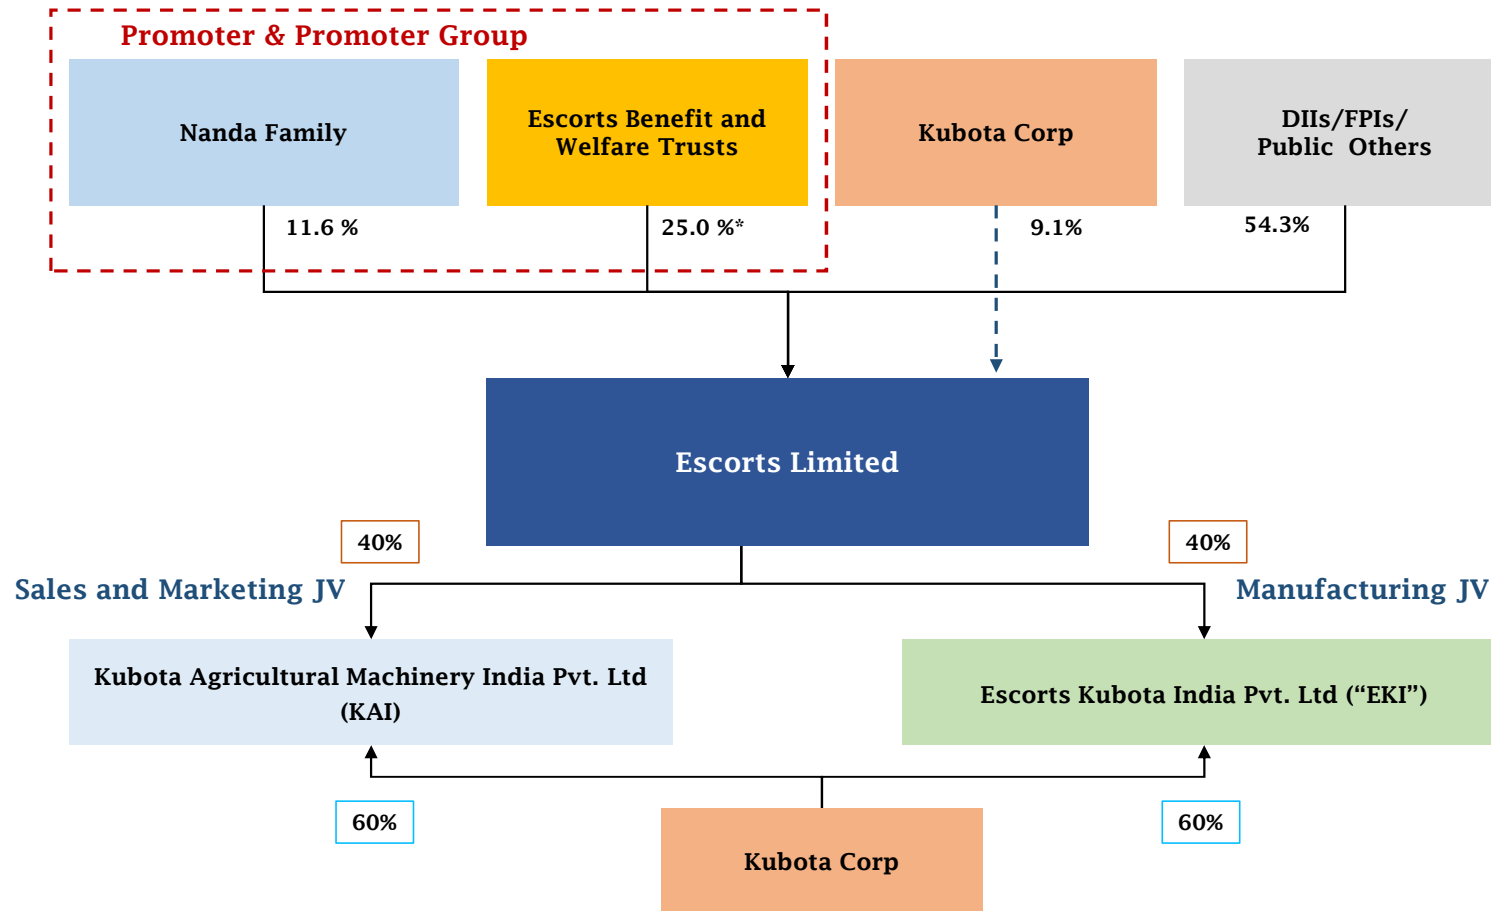 Promoter & Promoter Group
Nanda Family
Escorts Benefit and
Welfare Trusts
Kubota Corp
DIIs/FPIs/
Public Others
11.6 %
25.0 %*
9.1%
54.3%
Escorts Limited
40%
40%
Sales and Marketing JV
Manufacturing JV
Kubota Agricultural Machinery India Pvt. Ltd
(KAI)
Escorts Kubota India Pvt. Ltd (“EKI”)
60%
60%
Kubota Corp